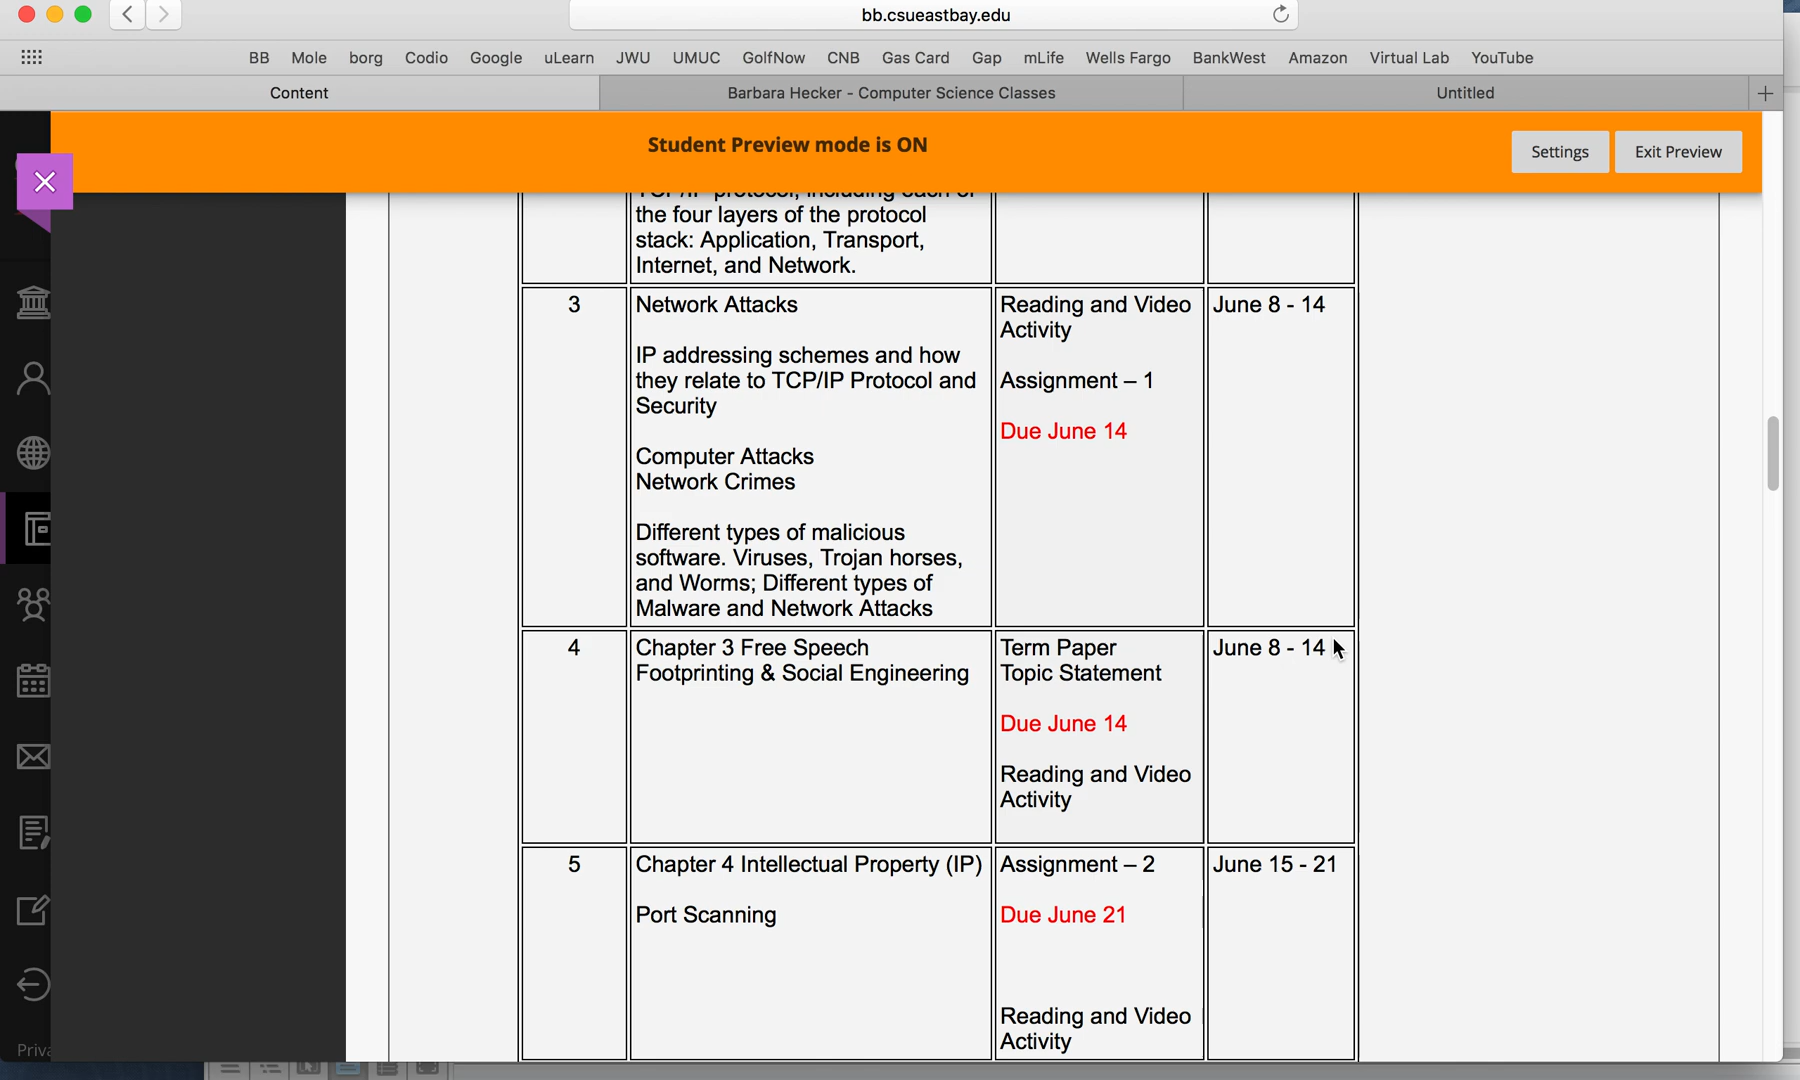 bb.csueastbay.edu
BB Mole borg Codio Google uLearn JWU UMUC GolfNow CNB Gas Card Gap mLife Wells Fargo BankWest Amazon Virtual Lab YouTube
Content
Barbara Hecker - Computer Science Classes
Untitled
Student Preview mode is ON
Settings
Exit Preview
TCP/IP protocol, including each of
the four layers of the protocol
stack: Application, Transport,
Internet, and Network.
3
Network Attacks
IP addressing schemes and how
they relate to TCP/IP Protocol and
Security
Computer Attacks
Network Crimes
Different types of malicious
software. Viruses, Trojan horses,
and Worms; Different types of
Malware and Network Attacks
Reading and Video
Activity
Assignment – 1
Due June 14
June 8 - 14
4
Chapter 3 Free Speech
Footprinting & Social Engineering
Term Paper
Topic Statement
Due June 14
Reading and Video
Activity
June 8 - 14
5
Chapter 4 Intellectual Property (IP)
Port Scanning
Assignment – 2
Due June 21
Reading and Video
Activity
June 15 - 21
Priva